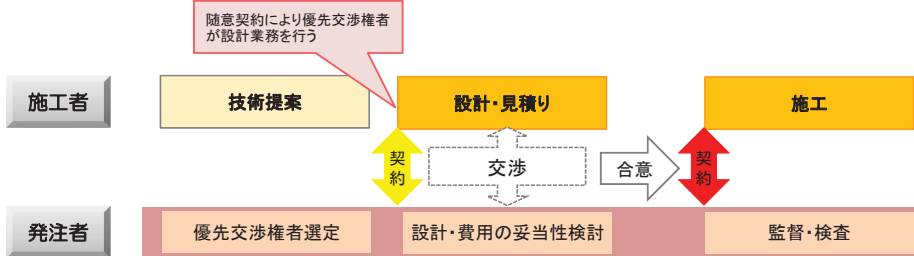 随意契約により優先交渉権者
が設計業務を行う
施工者
技術提案
設計・見積り
施工
契
約
交渉
合意
契
約
発注者
優先交渉権者選定
設計・費用の妥当性検討
監督・検査